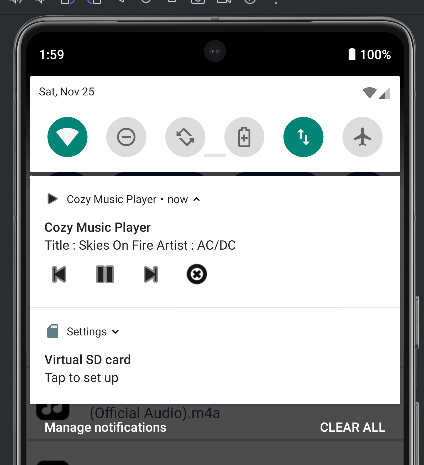 1:59 100%
Sat, Nov 25
Cozy Music Player • now
Cozy Music Player
Title : Skies On Fire Artist : AC/DC
Settings
Virtual SD card
Tap to set up
(Official Audio).m4a
Manage notifications CLEAR ALL